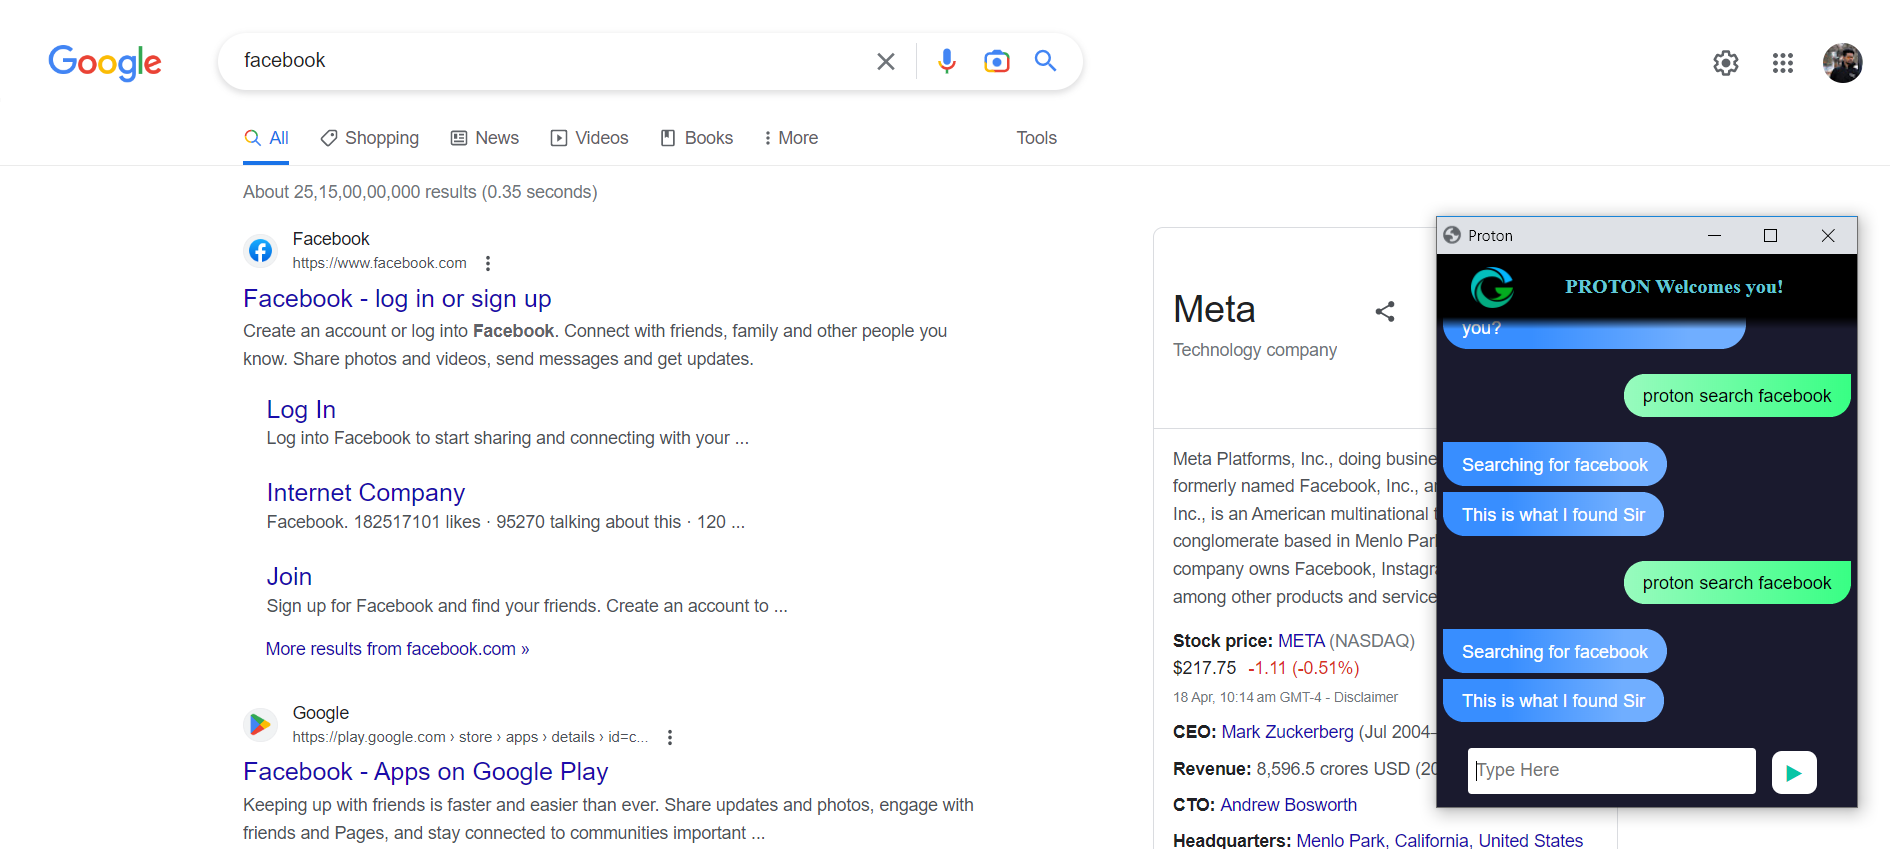 Google
facebook
All
Shopping
News
Videos
Books
More
Tools
About 25,15,00,00,000 results (0.35 seconds)
Facebook
https://www.facebook.com
Facebook - log in or sign up
Create an account or log into Facebook. Connect with friends, family and other people you
know. Share photos and videos, send messages and get updates.
Log In
Log into Facebook to start sharing and connecting with your ...
Internet Company
Facebook. 182517101 likes · 95270 talking about this · 120 ...
Join
Sign up for Facebook and find your friends. Create an account to ...
More results from facebook.com »
Google
https://play.google.com › store › apps › details › id=c...
Facebook - Apps on Google Play
Keeping up with friends is faster and easier than ever. Share updates and photos, engage with
friends and Pages, and stay connected to communities important ...
Meta
Technology company
Meta Platforms, Inc., doing busine
formerly named Facebook, Inc., a
Inc., is an American multinational t
conglomerate based in Menlo Par
company owns Facebook, Instagra
among other products and service
Stock price: META (NASDAQ)
$217.75 -1.11 (-0.51%)
18 Apr, 10:14 am GMT-4 - Disclaimer
CEO: Mark Zuckerberg (Jul 2004–
Revenue: 8,596.5 crores USD (20
CTO: Andrew Bosworth
Headquarters: Menlo Park, California, United States
Proton
PROTON Welcomes you!
you?
proton search facebook
Searching for facebook
This is what I found Sir
proton search facebook
Searching for facebook
This is what I found Sir
Type Here